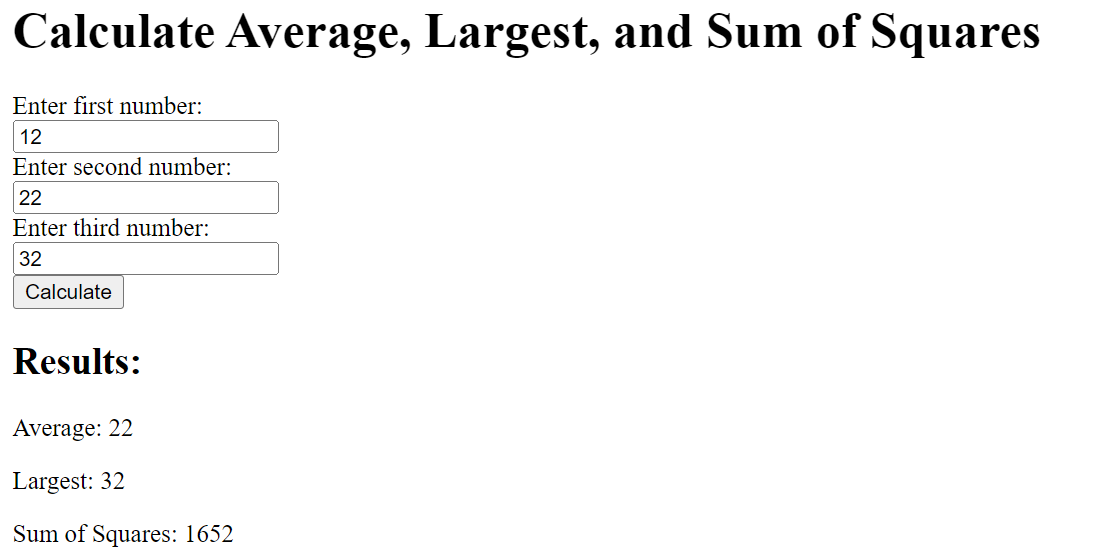 Calculate Average, Largest, and Sum of Squares
Enter first number:
12
Enter second number:
22
Enter third number:
32
Calculate
Results:
Average: 22
Largest: 32
Sum of Squares: 1652